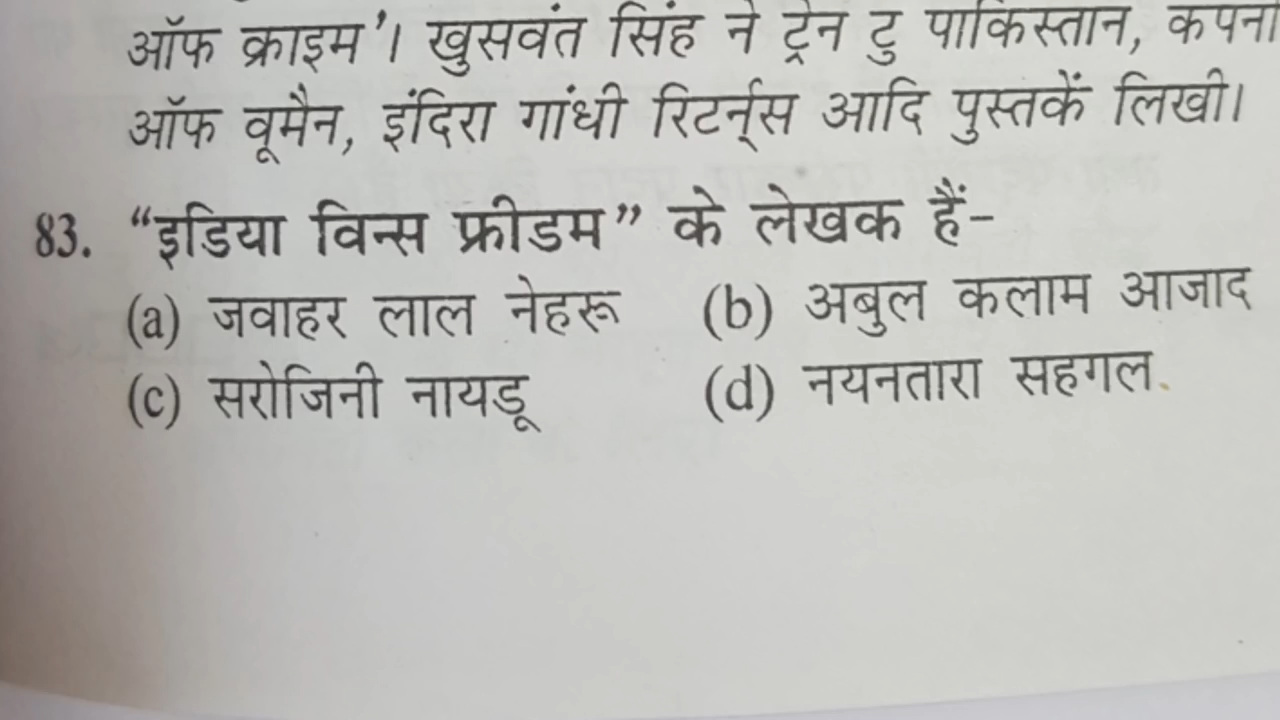 ऑफ क्राइम'। खुसवंत सिंह ने ट्रेन टु पाकिस्तान, कपना
ऑफ वूमैन, इंदिरा गांधी रिटर्न्स आदि पुस्तकें लिखी।
83. “इडिया विन्स फ्रीडम” के लेखक हैं–
(a) जवाहर लाल नेहरू (b) अबुल कलाम आजाद
(c) सरोजिनी नायडू (d) नयनतारा सहगल.